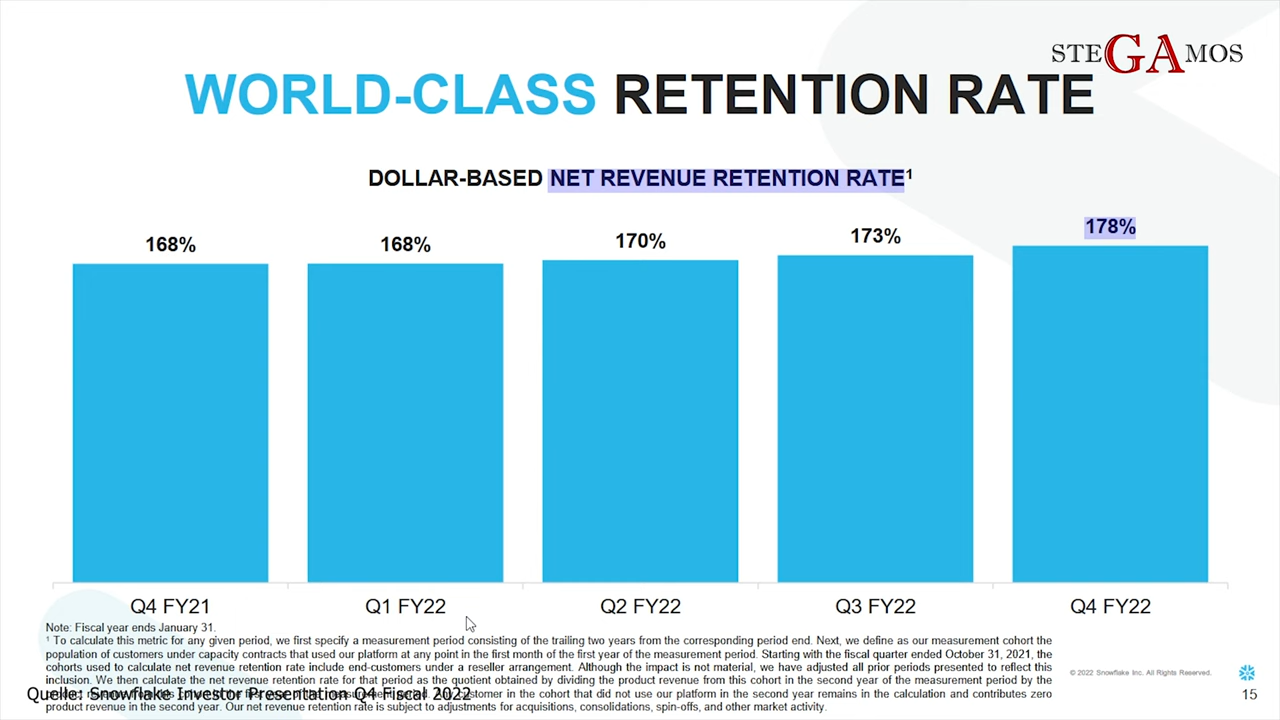 STEGAMOS
WORLD-CLASS RETENTION RATE
DOLLAR-BASED NET REVENUE RETENTION RATE¹
168% 168% 170% 173% 178%
Q4 FY21 Q1 FY22 Q2 FY22 Q3 FY22 Q4 FY22
Note: Fiscal year ends January 31.
¹ To calculate this metric for any given period, we first specify a measurement period consisting of the trailing two years from the corresponding period end. Next, we define as our measurement cohort the
population of customers under capacity contracts that used our platform at any point in the first month of the first year of the measurement period. Starting with the fiscal quarter ended October 31, 2021, the
cohorts used to calculate net revenue retention rate include end-customers under a reseller arrangement. Although the impact is not material, we have adjusted all prior periods presented to reflect this
inclusion. We then calculate the net revenue retention rate for that period as the quotient obtained by dividing the product revenue from this cohort in the second year of the measurement period by the
customer in the cohort that did not use our platform in the second year remains in the calculation and contributes zero
product revenue in the second year. Our net revenue retention rate is subject to adjustments for acquisitions, consolidations, spin-offs, and other market activity.
Quelle: Snowflake Investor Presentation Q4 Fiscal 2022
© 2022 Snowflake Inc. All Rights Reserved.
15